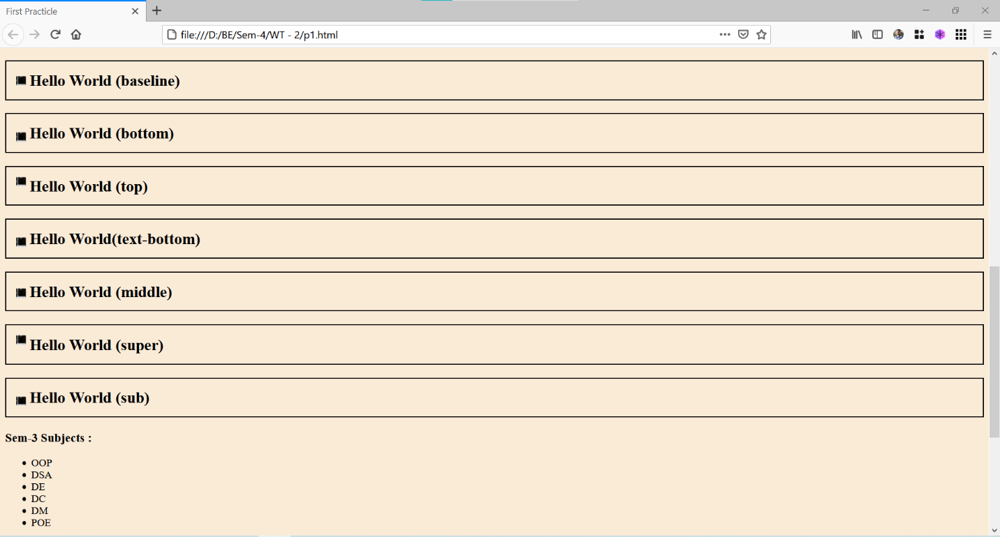 First Practicle
file:///D:/BE/Sem-4/WT - 2/p1.html
Hello World (baseline)
Hello World (bottom)
Hello World (top)
Hello World(text-bottom)
Hello World (middle)
Hello World (super)
Hello World (sub)
Sem-3 Subjects :
OOP
DSA
DE
DC
DM
POE